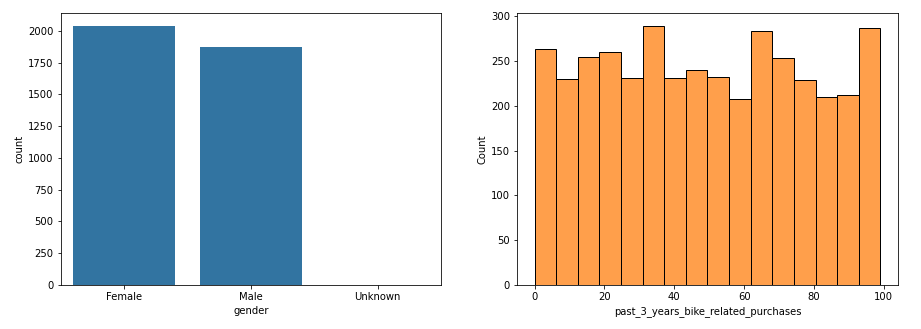 2000
1750
1500
1250
1000
750
500
250
0
count
Female Male Unknown
gender
300
250
200
150
100
50
0
Count
0 20 40 60 80 100
past_3_years_bike_related_purchases